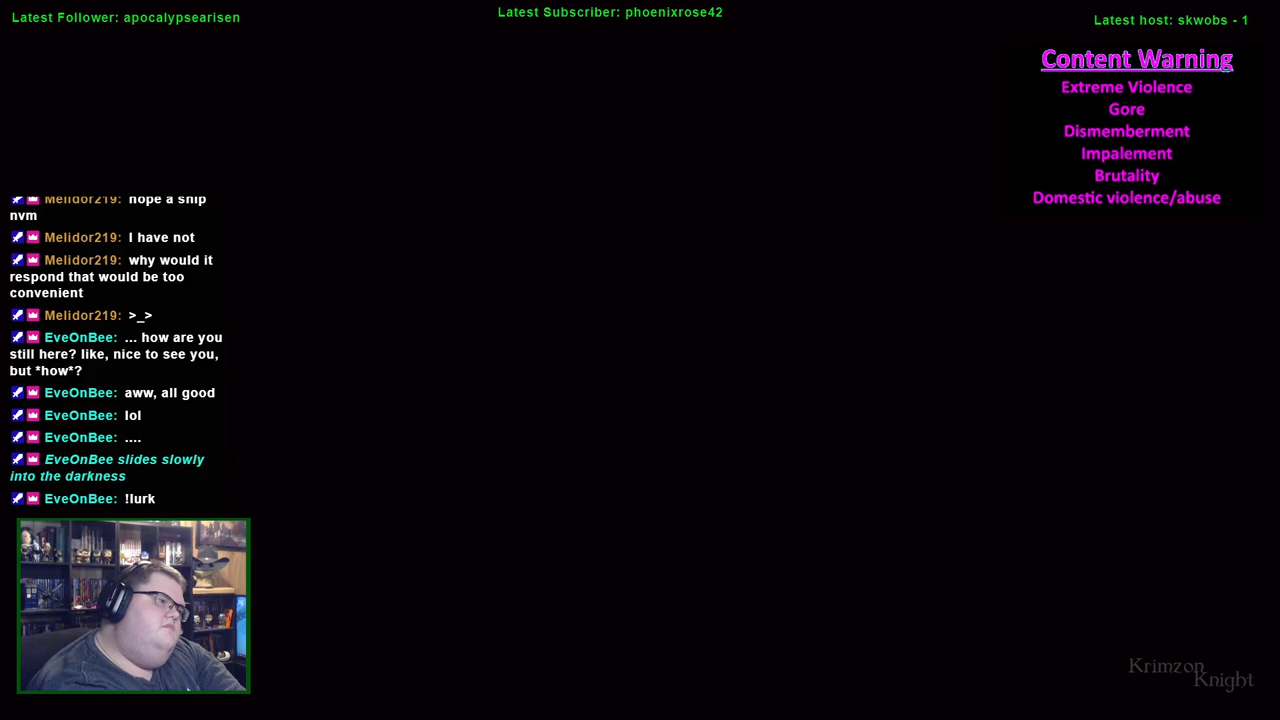 Latest Follower: apocalypsearisen
Latest Subscriber: phoenixrose42
Latest host: skwobs - 1
Content Warning
Extreme Violence
Gore
Dismemberment
Impalement
Brutality
Domestic violence/abuse
Melidor219: nope a snip
nvm
Melidor219: I have not
Melidor219: why would it
respond that would be too
convenient
Melidor219: >_>
EveOnBee: ... how are you
still here? like, nice to see you,
but *how*?
EveOnBee: aww, all good
EveOnBee: lol
EveOnBee: ....
EveOnBee slides slowly
into the darkness
EveOnBee: !lurk
Krimzon
Knight